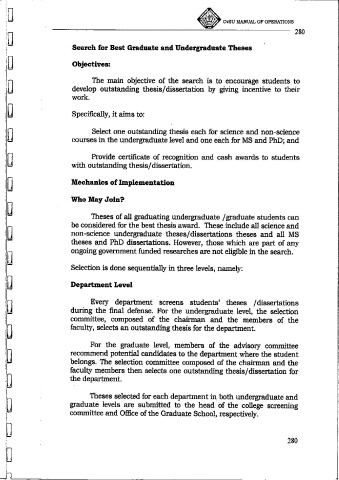 CvSU MANUAL OF OPERATIONS
280
Search for Best Graduate and Undergraduate Theses
Objectives:
The main objective of the search is to encourage students to
develop outstanding thesis/dissertation by giving incentive to their
work.
Specifically, it aims to:
Select one outstanding thesis each for science and non-science
courses in the undergraduate level and one each for MS and PhD; and
Provide certificate of recognition and cash awards to students
with outstanding thesis/dissertation.
Mechanics of Implementation
Who May Join?
Theses of all graduating undergraduate /graduate students can
be considered for the best thesis award. These include all science and
non-science undergraduate theses/dissertations theses and all MS
theses and PhD dissertations. However, those which are part of any
ongoing government funded researches are not eligible in the search.
Selection is done sequentially in three levels, namely:
Department Level
Every department screens students' theses /dissertations
during the final defense. For the undergraduate level, the selection
committee, composed of the chairman and the members of the
faculty, selects an outstanding thesis for the department.
For the graduate level, members of the advisory committee
recommend potential candidates to the department where the student
belongs. The selection committee composed of the chairman and the
faculty members then selects one outstanding thesis/dissertation for
the department.
Theses selected for each department in both undergraduate and
graduate levels are submitted to the head of the college screening
committee and Office of the Graduate School, respectively.
280